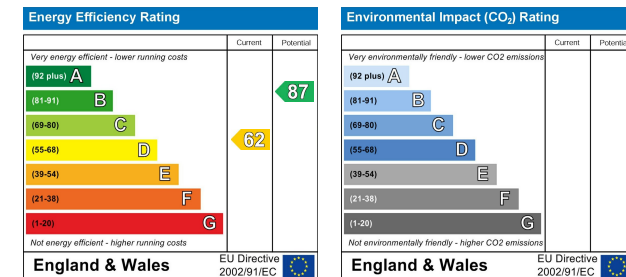 Energy Efficiency Rating
Current Potential
Very energy efficient - lower running costs
(92 plus) A
(81-91) B
87
(69-80) C
(55-68) D
62
(39-54) E
(21-38) F
(1-20) G
Not energy efficient - higher running costs
England & Wales
EU Directive
2002/91/EC
Environmental Impact (CO2) Rating
Current Potential
Very environmentally friendly - lower CO2 emissions
(92 plus) A
(81-91) B
(69-80) C
(55-68) D
(39-54) E
(21-38) F
(1-20) G
Not environmentally friendly - higher CO2 emissions
England & Wales
EU Directive
2002/91/EC